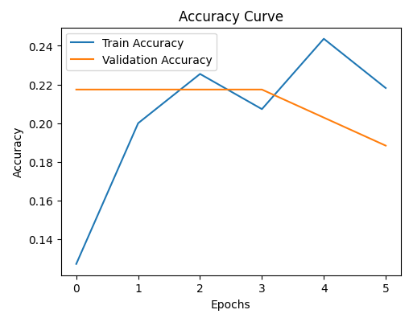 Accuracy Curve
Train Accuracy
Validation Accuracy
Accuracy
0.24
0.22
0.20
0.18
0.16
0.14
0 1 2 3 4 5
Epochs